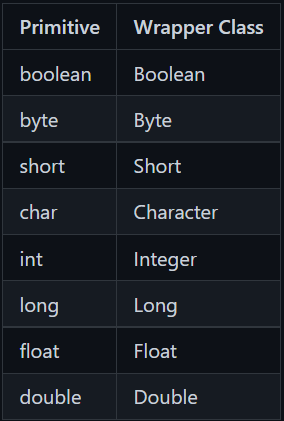 Primitive Wrapper Class
boolean Boolean
byte Byte
short Short
char Character
int Integer
long Long
float Float
double Double